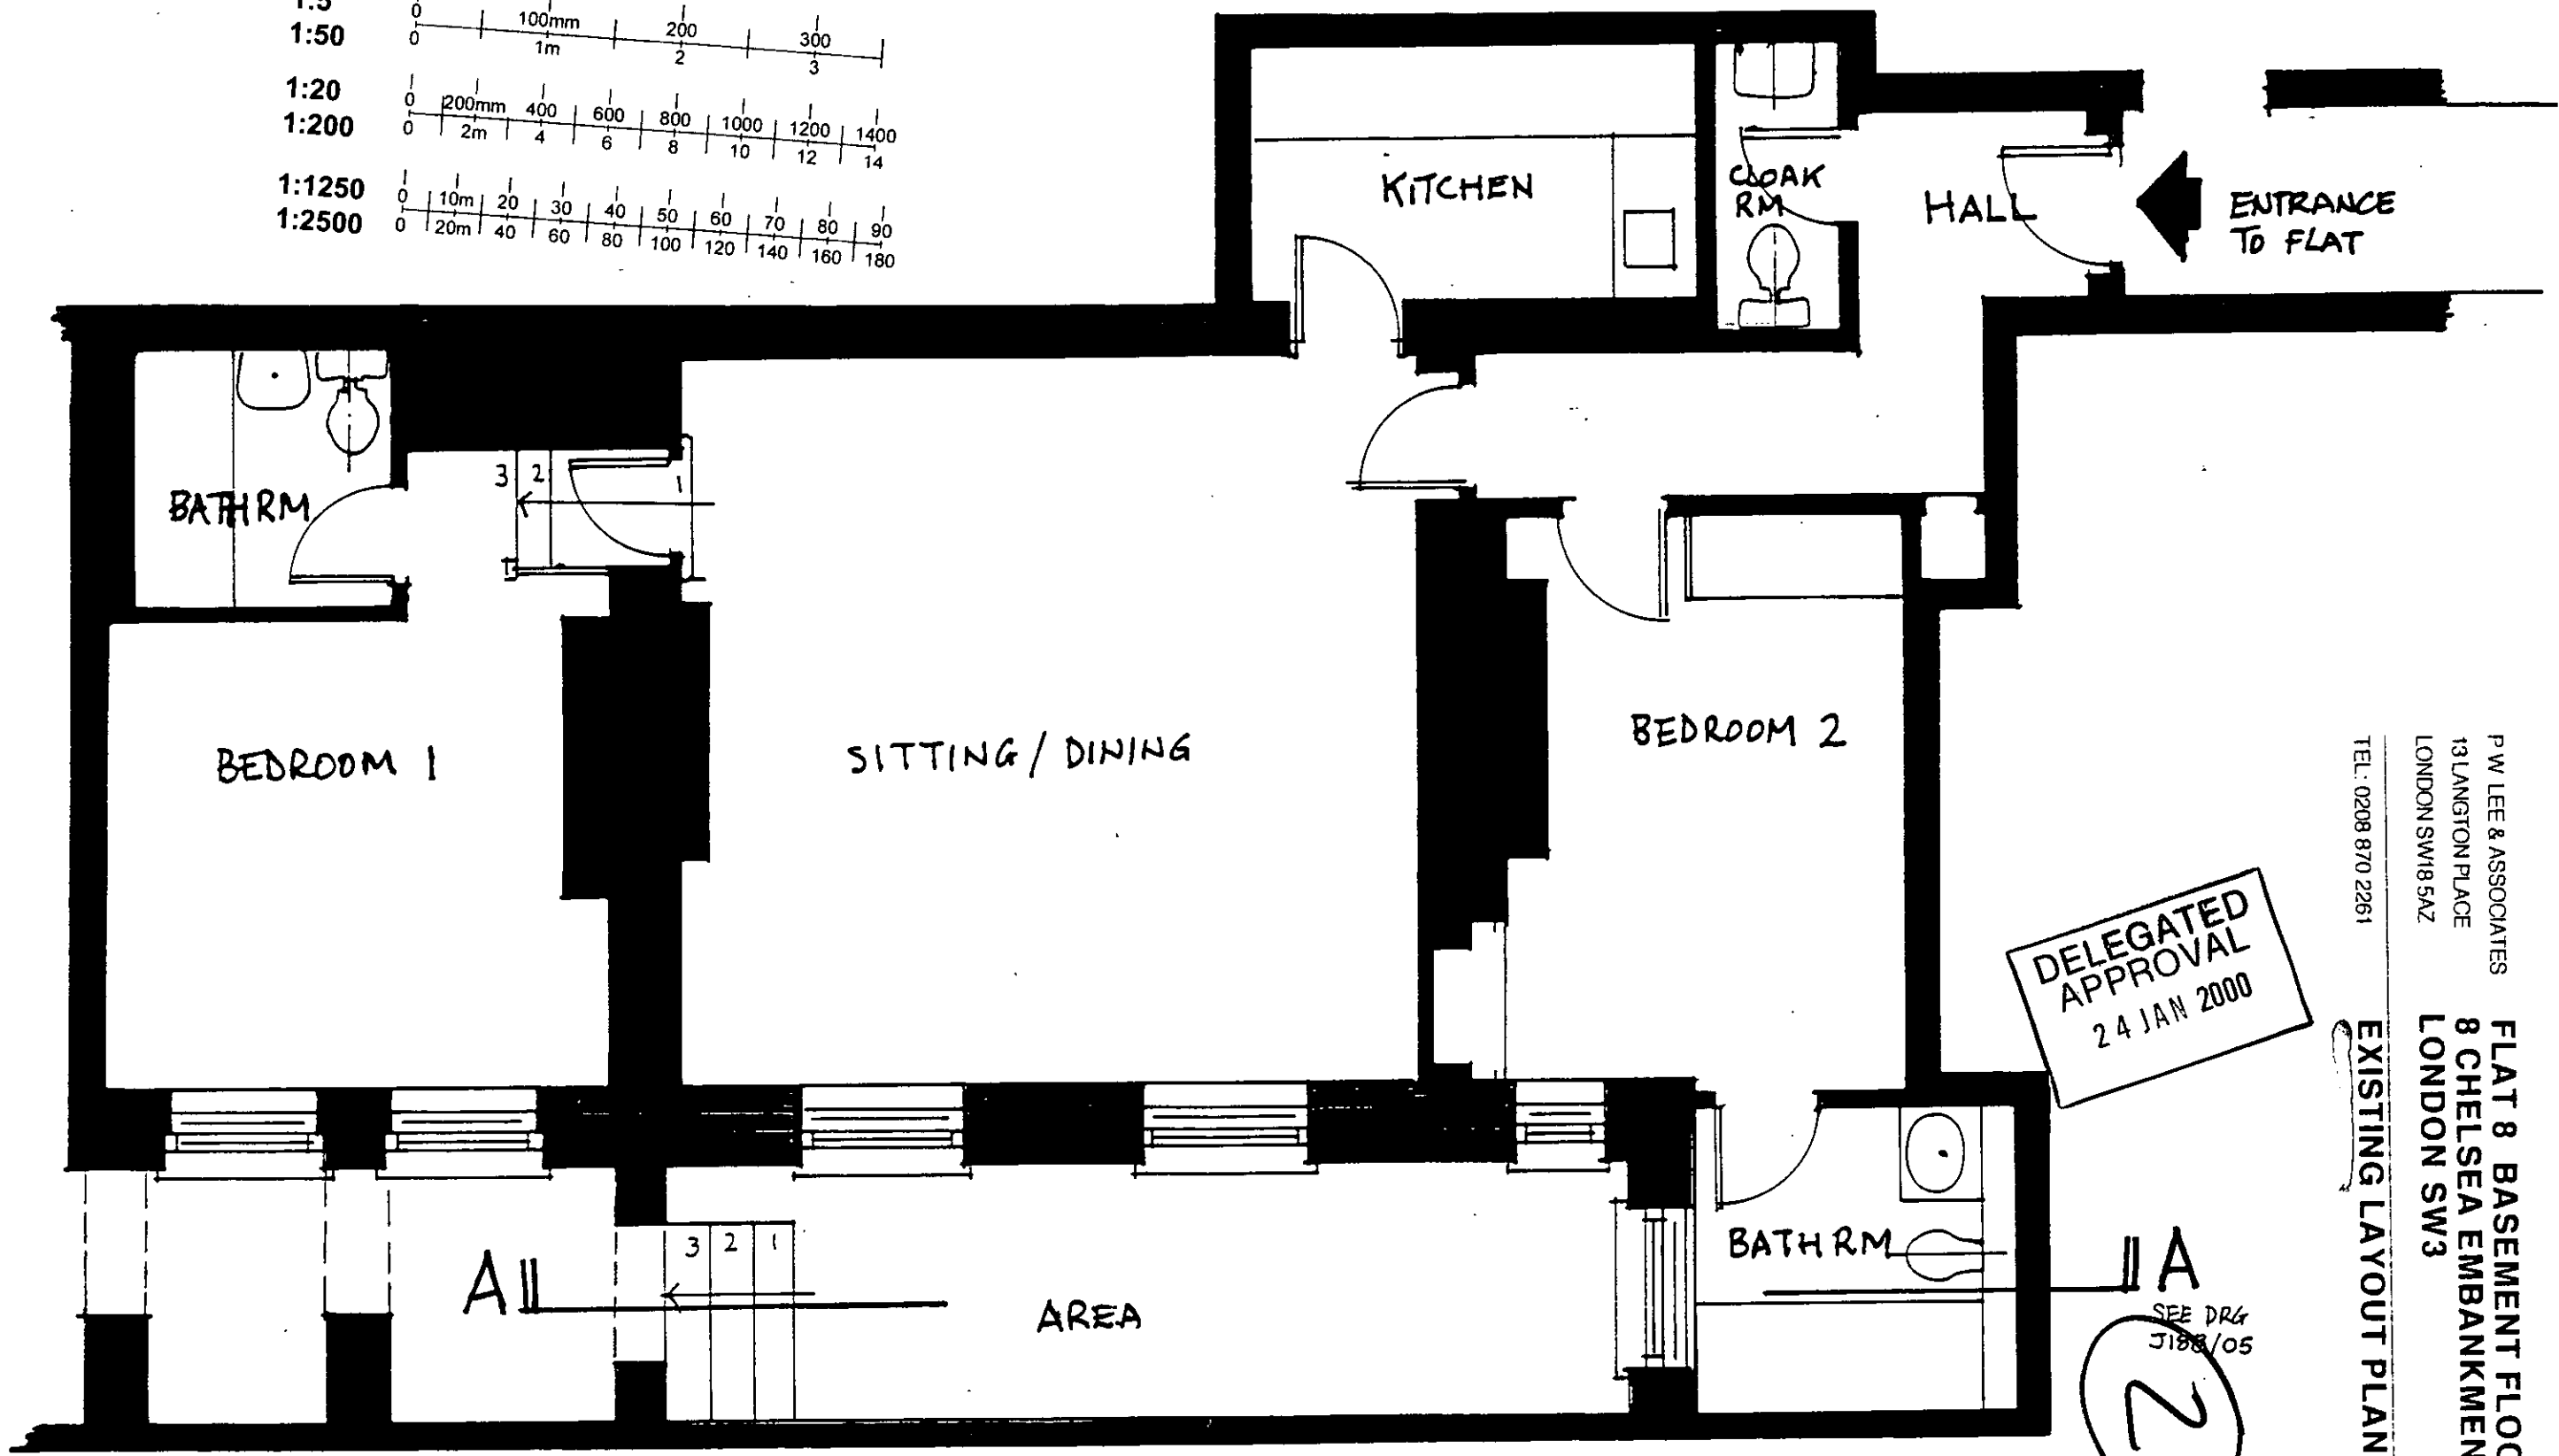 1:5
0 100mm 200 300
1:50
0 1m 2 3
1:20
0 200mm 400 600 800 1000 1200 1400
1:200
0 2m 4 6 8 10 12 14
1:1250
0 10m 20 30 40 50 60 70 80 90
1:2500
0 20m 40 60 80 100 120 140 160 180
KITCHEN
CLOAK
RM
HALL
ENTRANCE
TO FLAT
BATHRM
3 2 1
BEDROOM 1
SITTING / DINING
BEDROOM 2
3 2 1
A
AREA
BATHRM
A
SEE DRG
J188/05
2
DELEGATED
APPROVAL
24 JAN 2000
P W LEE & ASSOCIATES
13 LANGTON PLACE
LONDON SW18 5AZ
TEL: 0208 870 2261
FLAT 8 BASEMENT FLOO
8 CHELSEA EMBANKMEN
LONDON SW3
EXISTING LAYOUT PLAN